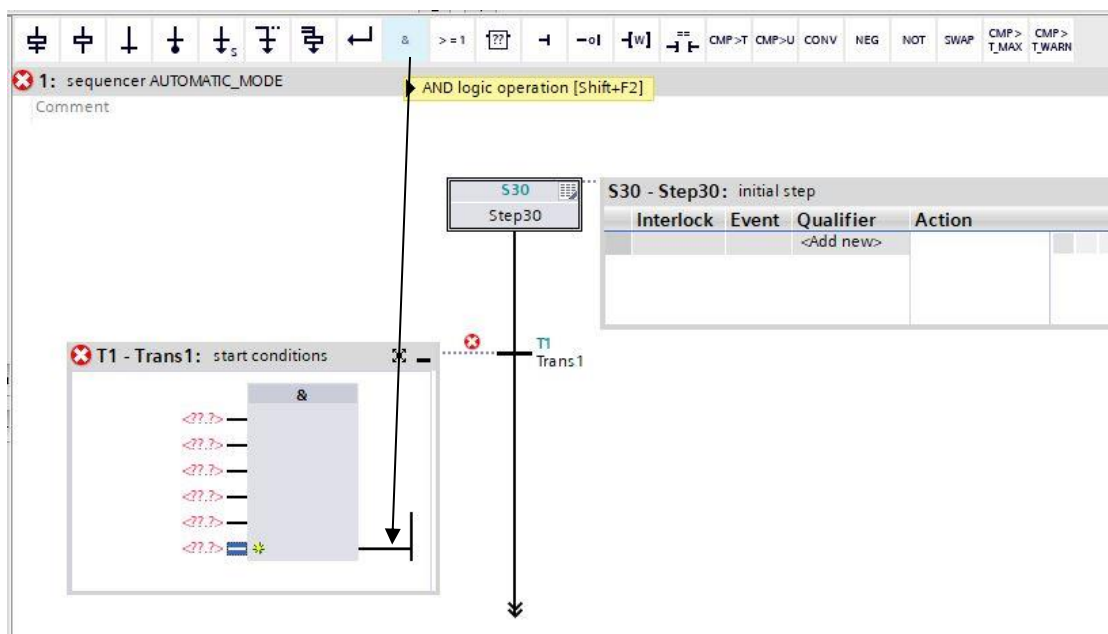 S
& >=1 ?? [W] == CMP>T CMP>U CONV NEG NOT SWAP CMP> T_MAX CMP> T_WARN
1: sequencer AUTOMATIC_MODE
AND logic operation [Shift+F2]
Comment
S30
Step30
S30 - Step30: initial step
Interlock Event Qualifier Action
<Add new>
T1
Trans1
T1 - Trans1: start conditions
&
<??.?>
<??.?>
<??.?>
<??.?>
<??.?>
<??.?>